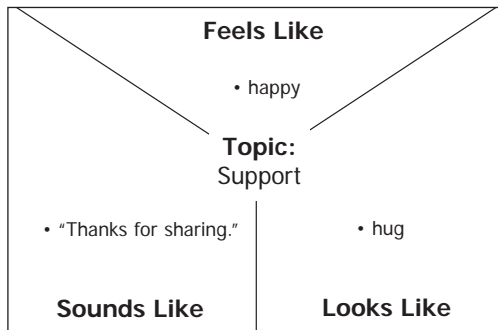 Feels Like
• happy
Topic:
Support
• “Thanks for sharing.”
• hug
Sounds Like
Looks Like